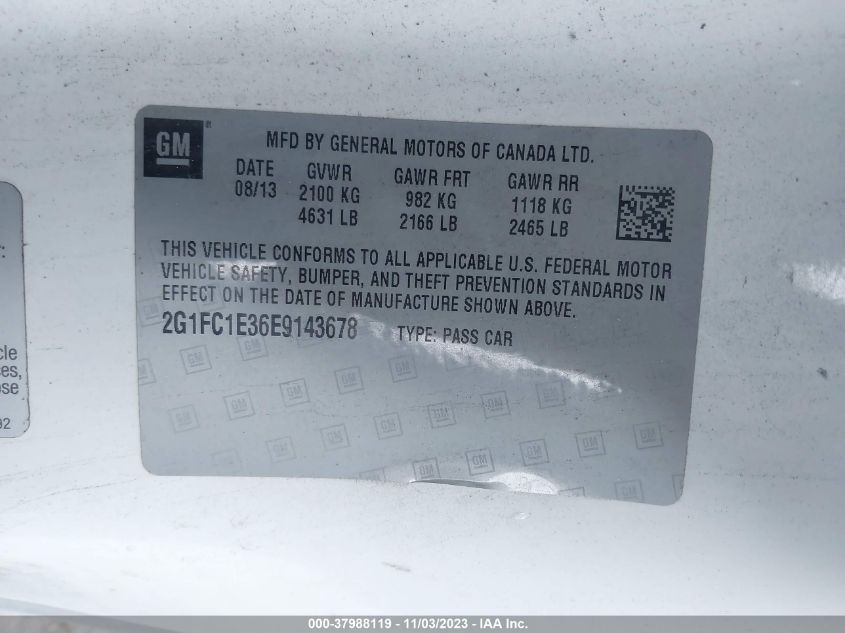 GM
MFD BY GENERAL MOTORS OF CANADA LTD.
DATE GVWR GAWR FRT GAWR RR
08/13 2100 KG 982 KG 1118 KG
4631 LB 2166 LB 2465 LB
THIS VEHICLE CONFORMS TO ALL APPLICABLE U.S. FEDERAL MOTOR
VEHICLE SAFETY, BUMPER, AND THEFT PREVENTION STANDARDS IN
EFFECT ON THE DATE OF MANUFACTURE SHOWN ABOVE.
2G1FC1E36E9143678 TYPE: PASS CAR
000-37988119 - 11/03/2023 - IAA Inc.